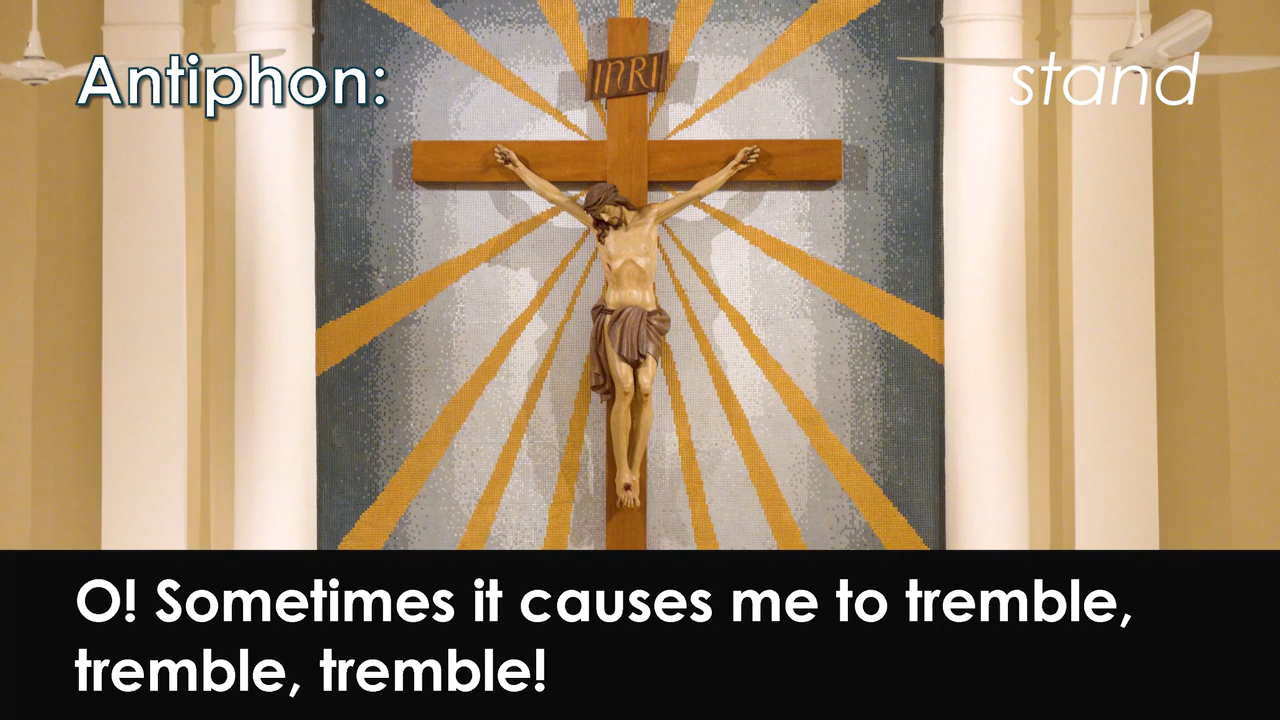 Antiphon:
stand
INRI
O! Sometimes it causes me to tremble,
tremble, tremble!